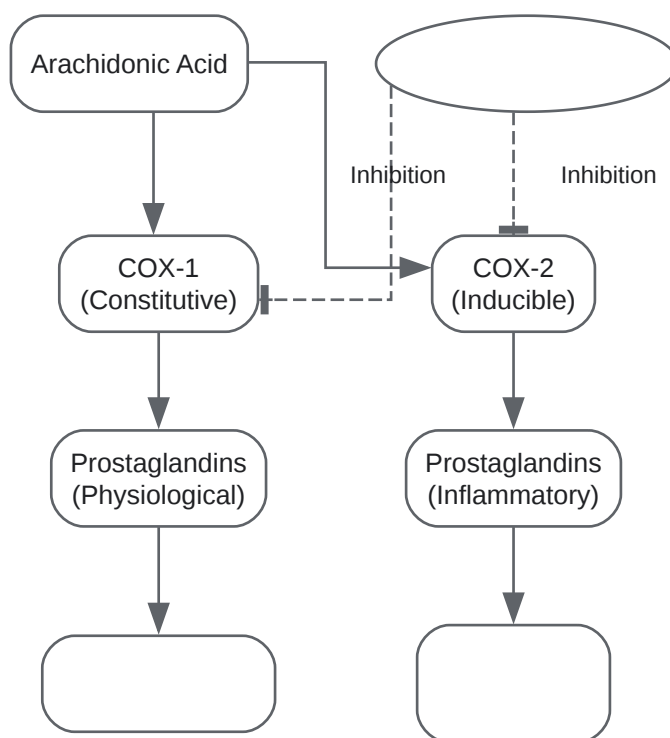 Arachidonic Acid
Inhibition
Inhibition
COX-1
(Constitutive)
COX-2
(Inducible)
Prostaglandins
(Physiological)
Prostaglandins
(Inflammatory)